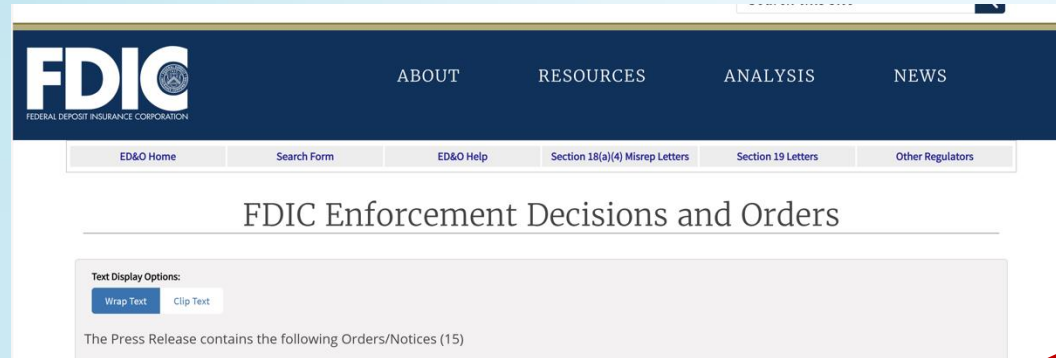 FDIC
FEDERAL DEPOSIT INSURANCE CORPORATION
ABOUT RESOURCES ANALYSIS NEWS
ED&O Home Search Form ED&O Help Section 18(a)(4) Misrep Letters Section 19 Letters Other Regulators
FDIC Enforcement Decisions and Orders
Text Display Options:
Wrap Text Clip Text
The Press Release contains the following Orders/Notices (15)